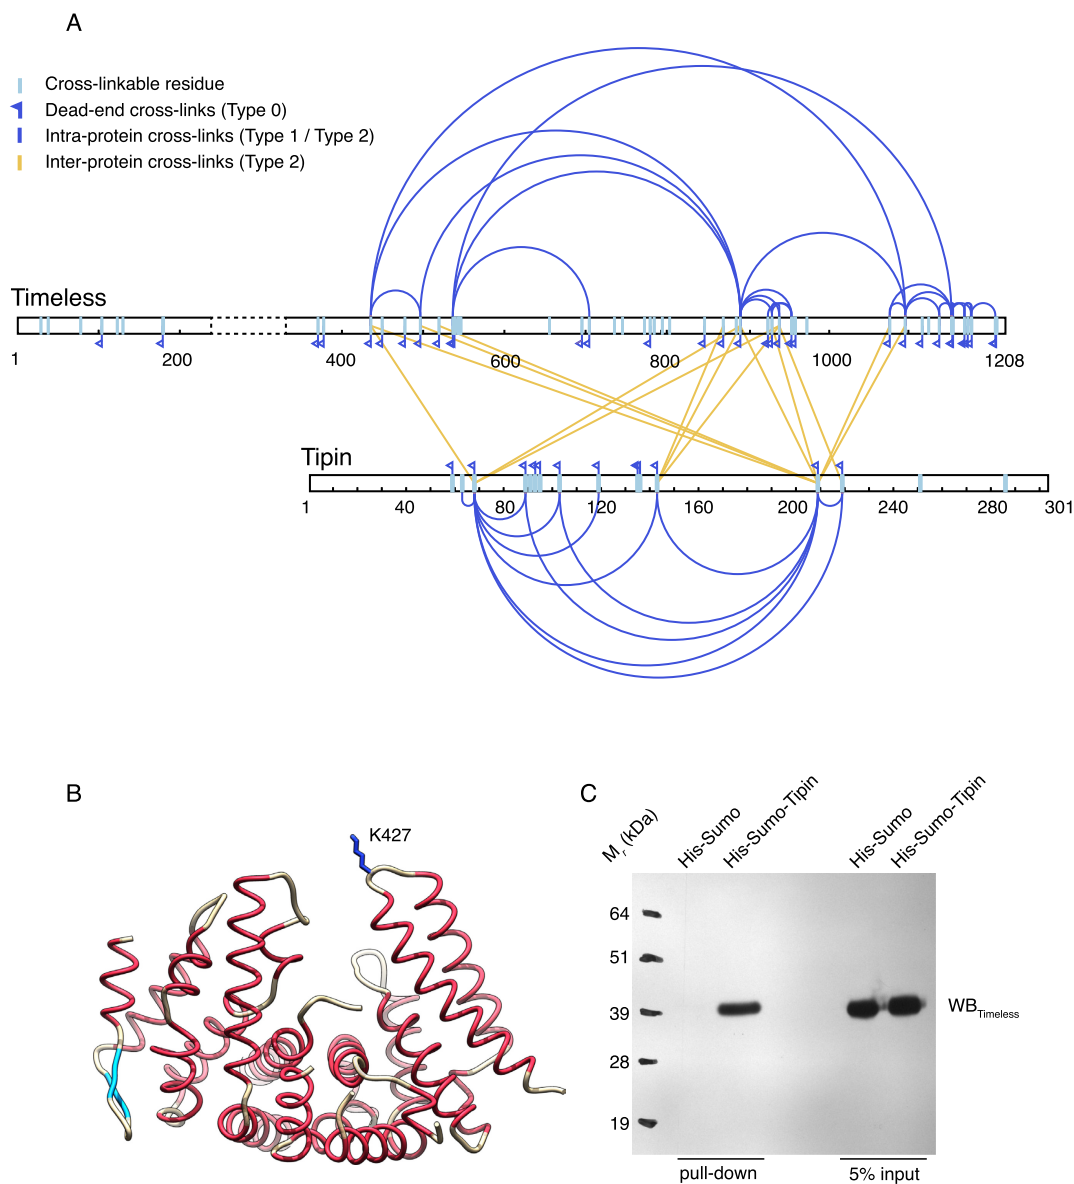 A
Cross-linkable residue
Dead-end cross-links (Type 0)
Intra-protein cross-links (Type 1 / Type 2)
Inter-protein cross-links (Type 2)
Timeless
1 200 400 600 800 1000 1208
Tipin
1 40 80 120 160 200 240 280 301
B
K427
C
Mr (kDa)
His-Sumo
His-Sumo-Tipin
His-Sumo
His-Sumo-Tipin
64
51
39
28
19
WBTimeless
pull-down
5% input